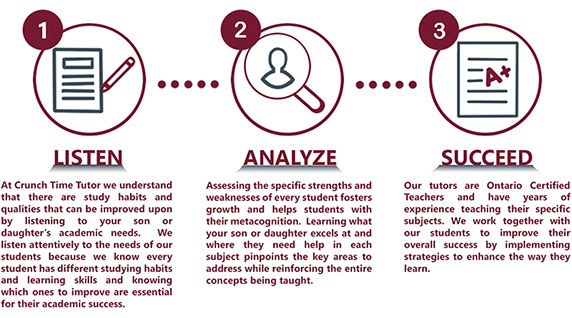 1
2
3
A+
LISTEN
At Crunch Time Tutor we understand
that there are study habits and
qualities that can be improved upon
by listening to your son or
daughter's academic needs. We
listen attentively to the needs of our
students because we know every
student has different studying habits
and learning skills and knowing
which ones to improve are essential
for their academic success.
ANALYZE
Assessing the specific strengths and
weaknesses of every student fosters
growth and helps students with
their metacognition. Learning what
your son or daughter excels at and
where they need help in each
subject pinpoints the key areas to
address while reinforcing the entire
concepts being taught.
SUCCEED
Our tutors are Ontario Certified
Teachers and have years of
experience teaching their specific
subjects. We work together with
our students to improve their
overall success by implementing
strategies to enhance the way they
learn.